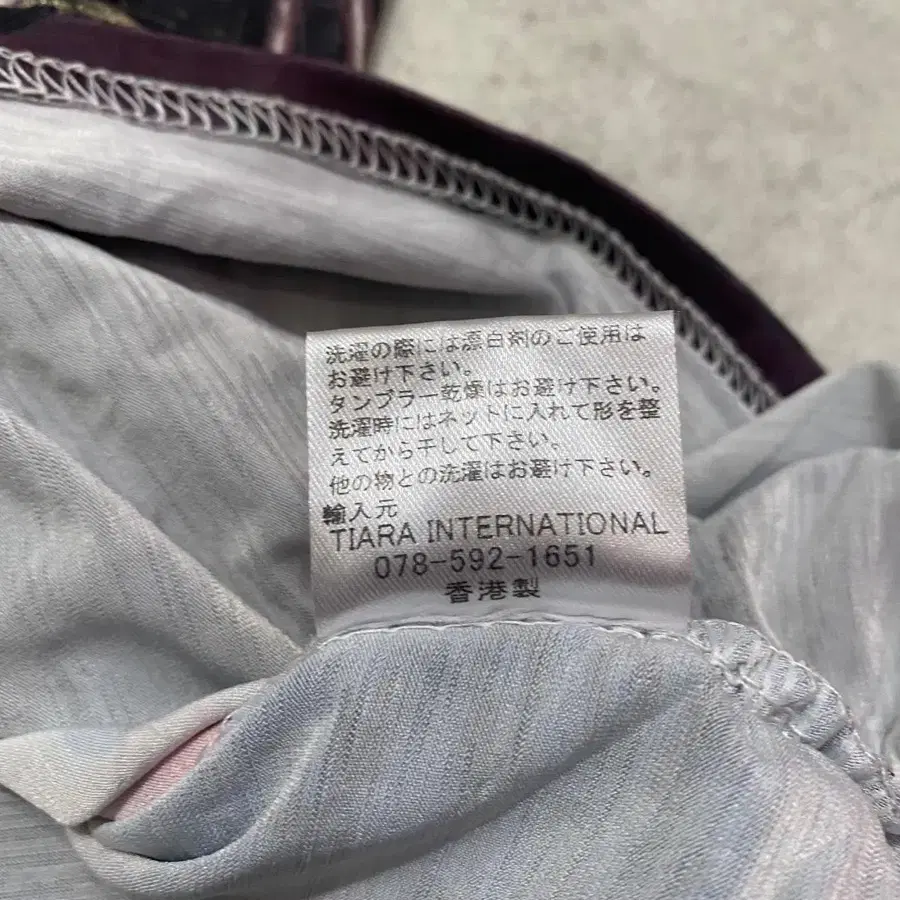 洗濯の際には漂白剤のご使用は
お避け下さい。
タンブラー乾燥はお避け下さい。
洗濯時にはネットに入れて形を整
えてから干して下さい。
他の物との洗濯はお避け下さい。
輸入元
TIARA INTERNATIONAL
078-592-1651
香港製